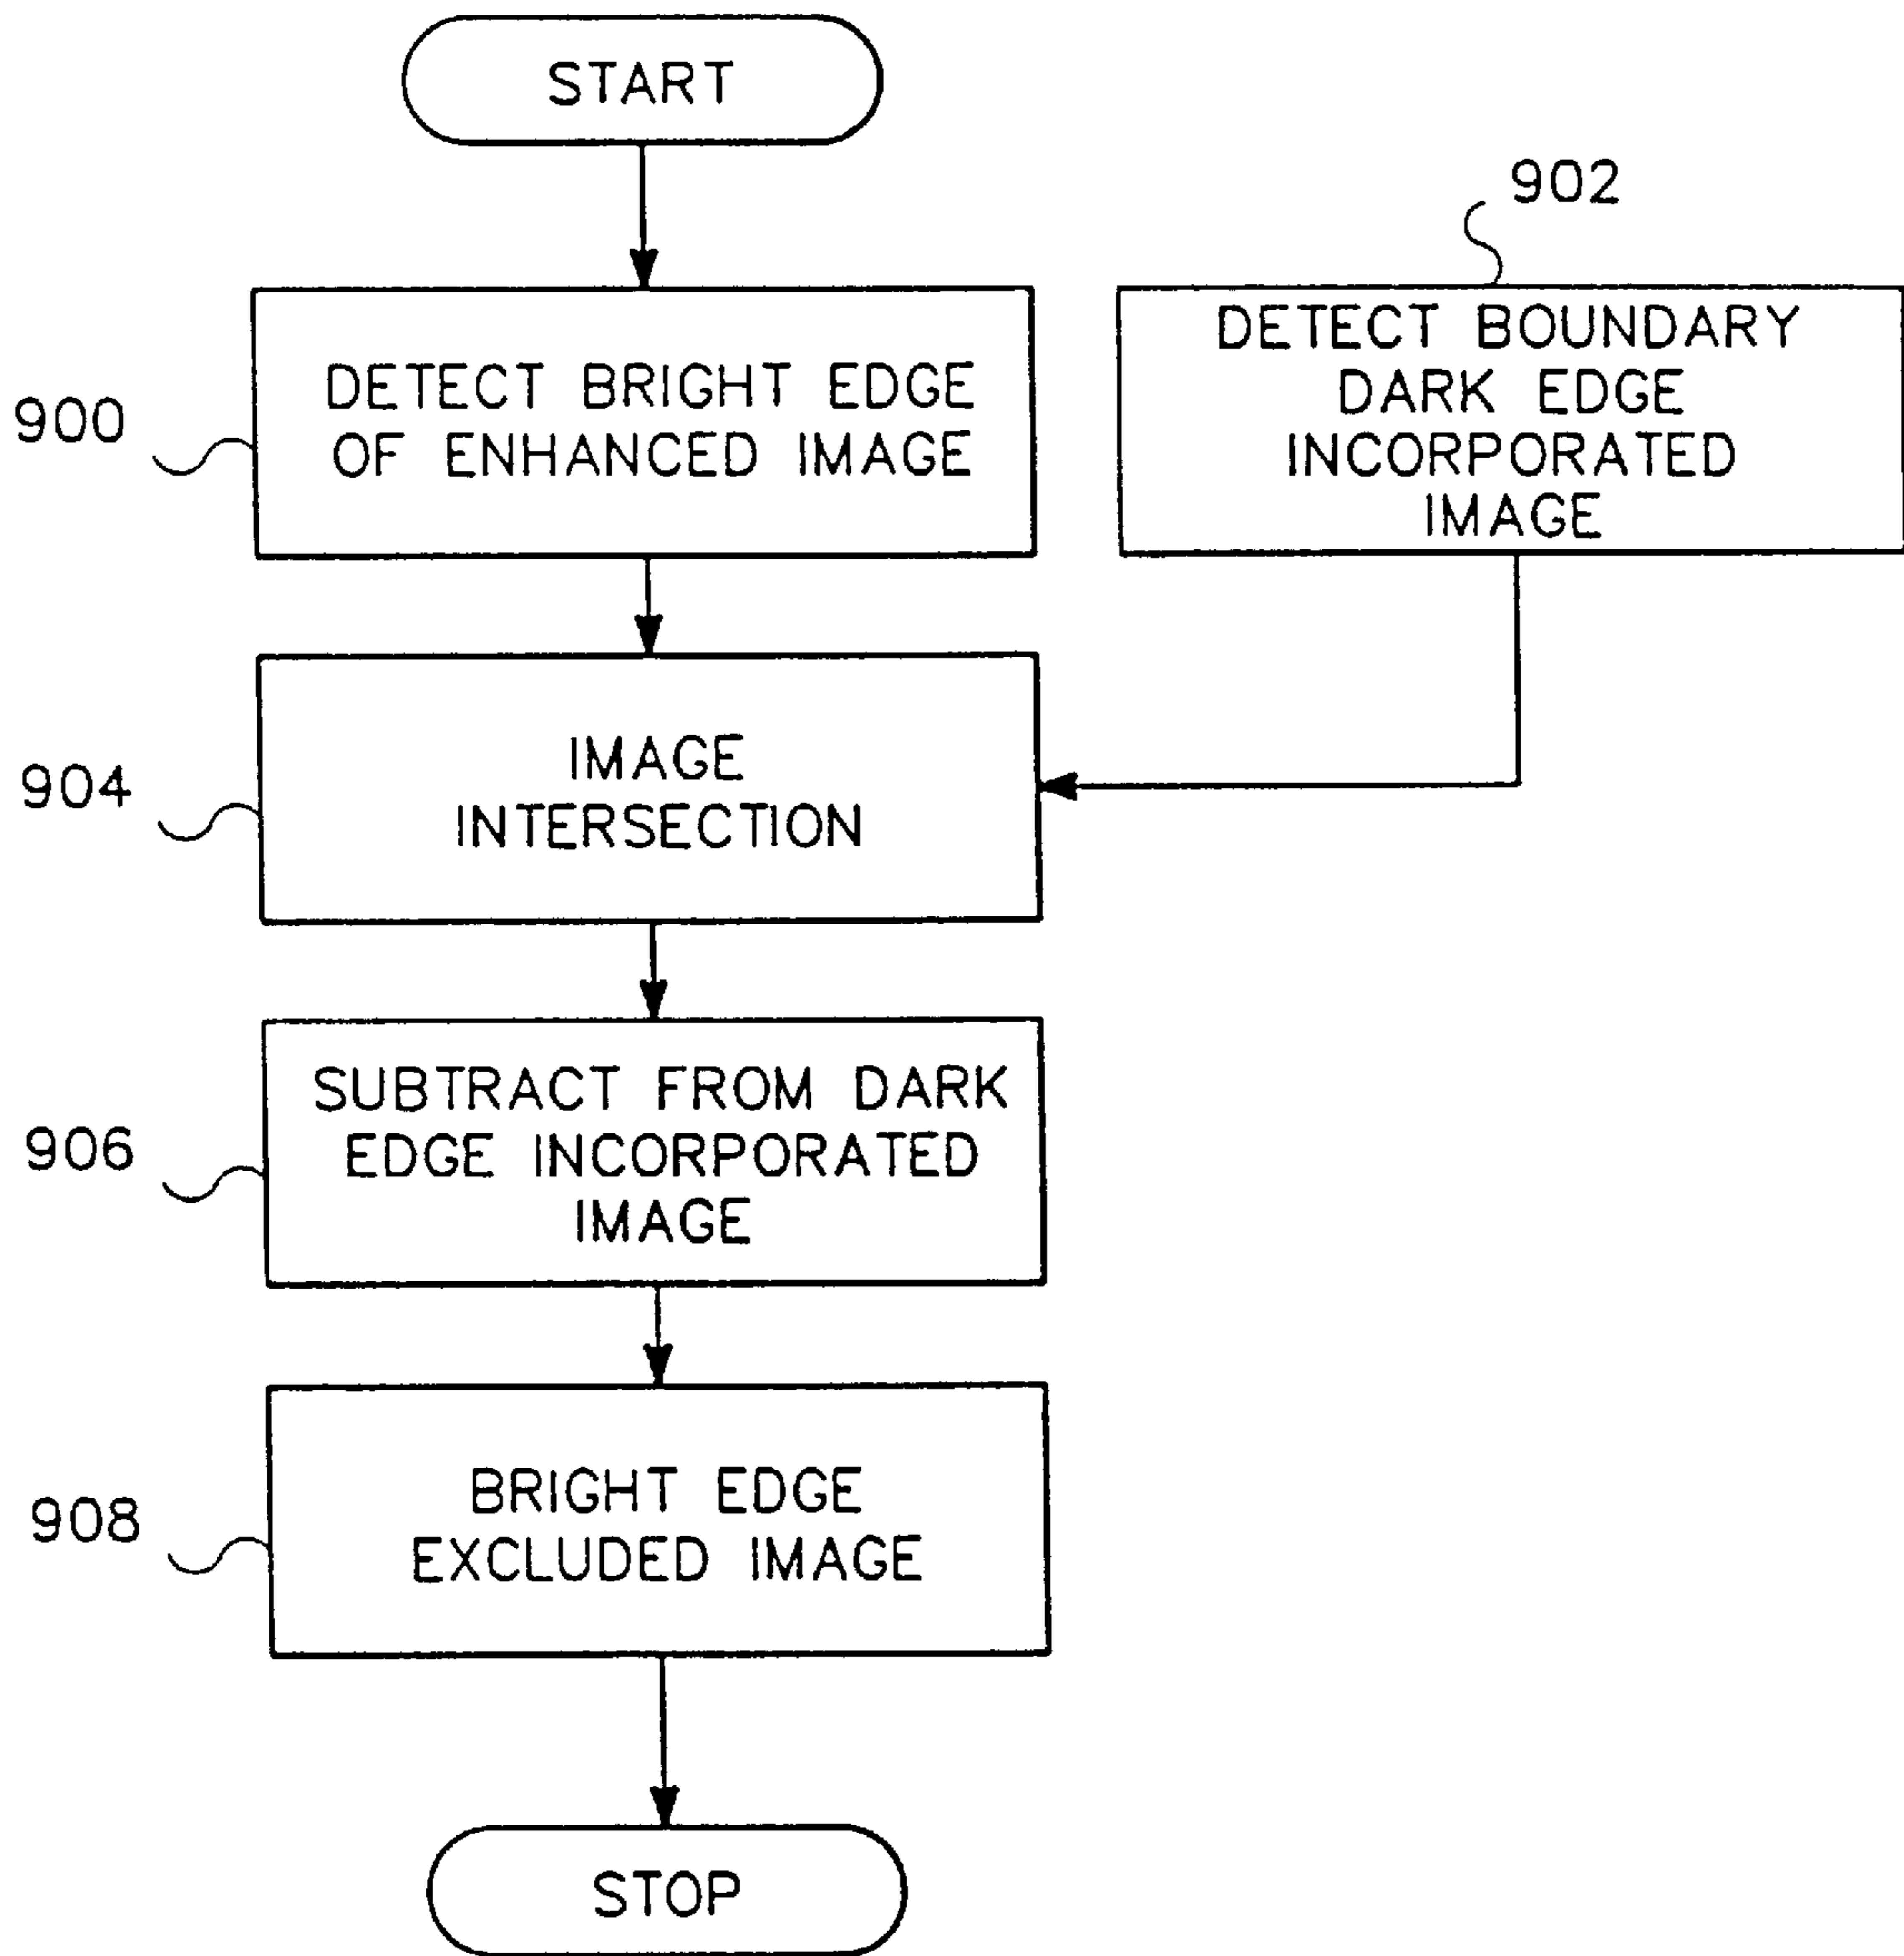 START
902
900
DETECT BRIGHT EDGE
OF ENHANCED IMAGE
DETECT BOUNDARY
DARK EDGE
INCORPORATED
IMAGE
904
IMAGE
INTERSECTION
906
SUBTRACT FROM DARK
EDGE INCORPORATED
IMAGE
908
BRIGHT EDGE
EXCLUDED IMAGE
STOP